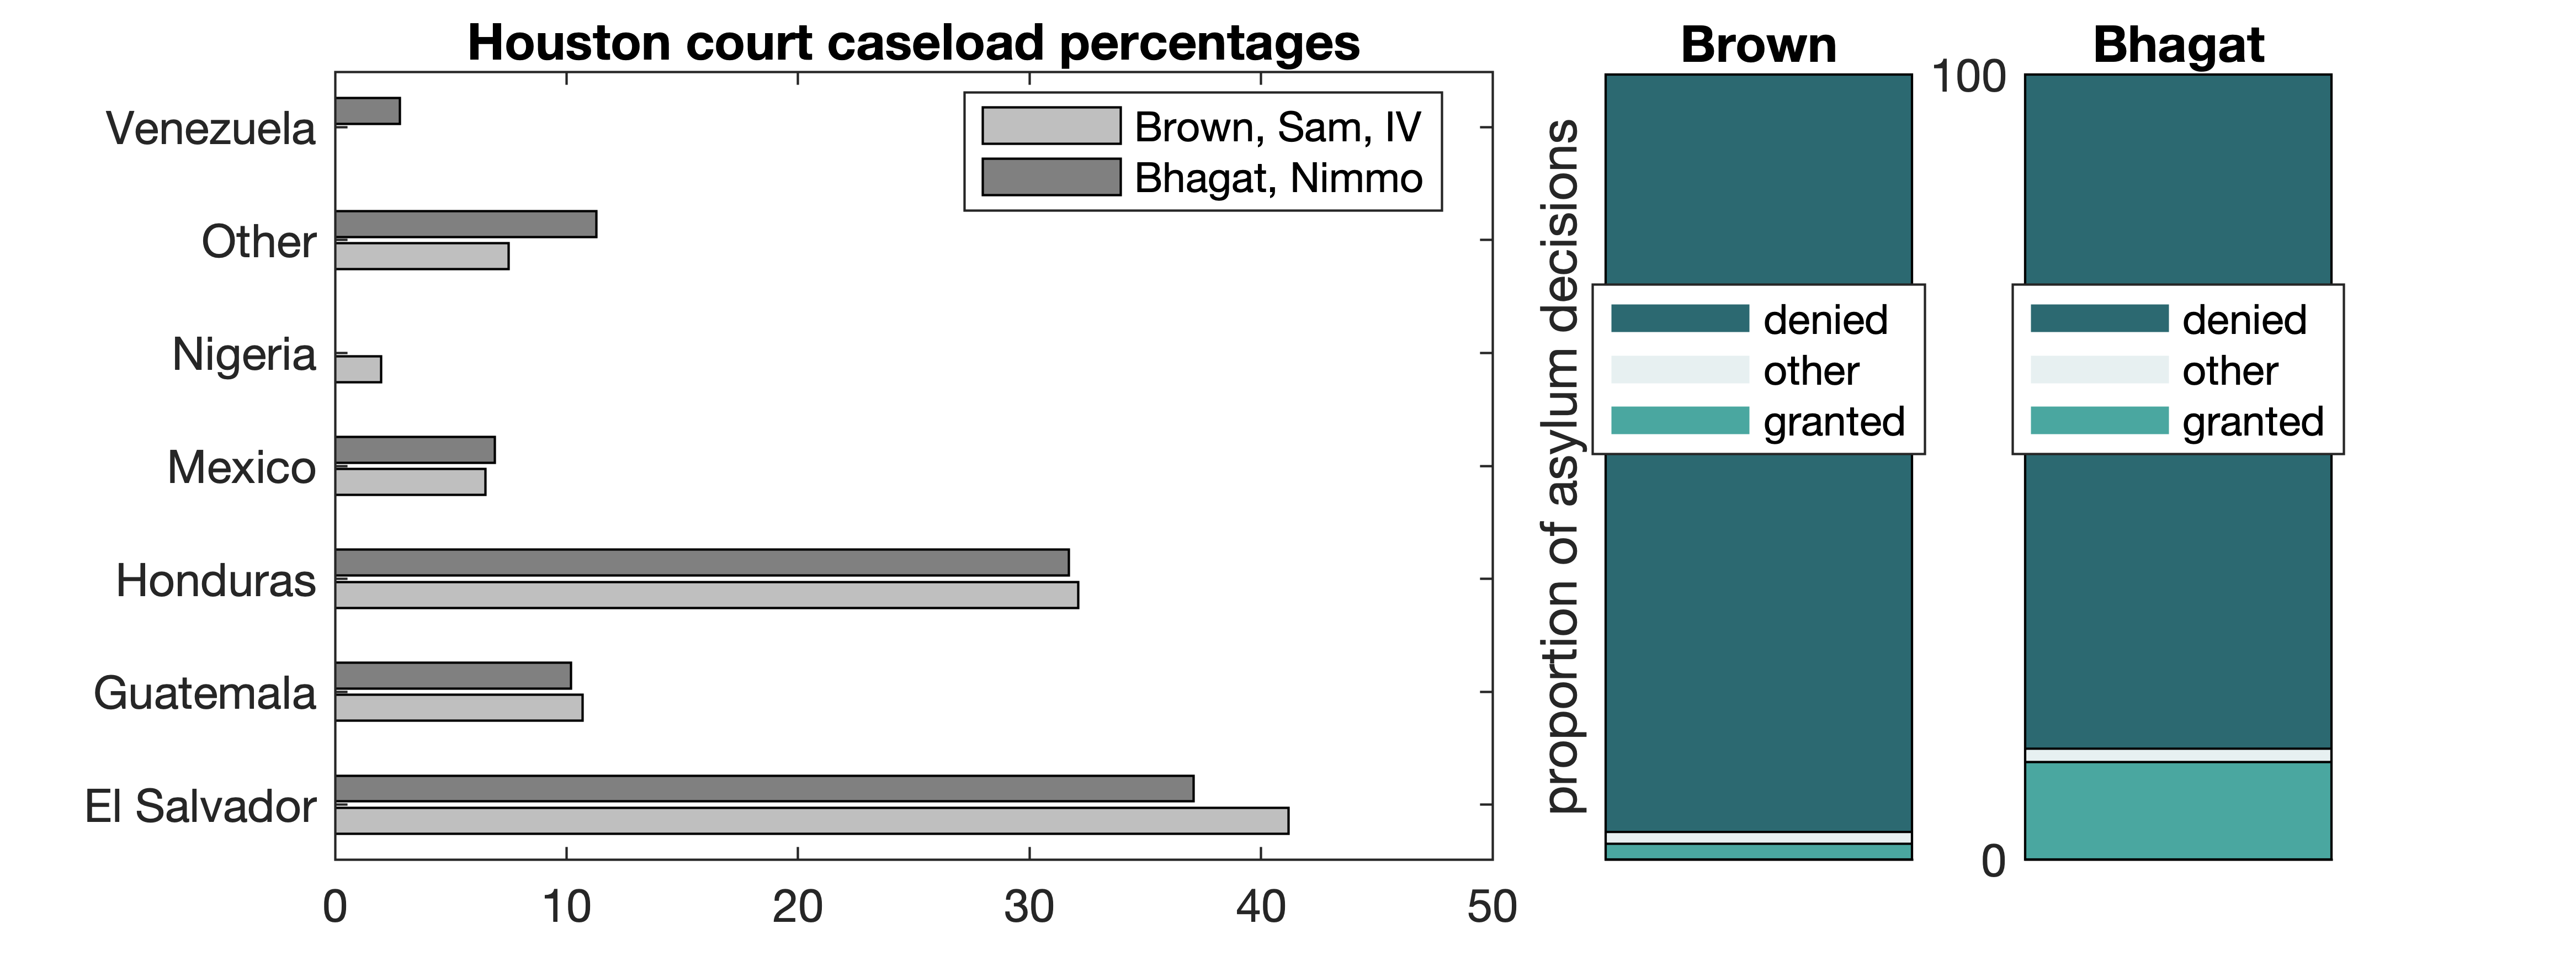 Houston court caseload percentages
Venezuela
Other
Nigeria
Mexico
Honduras
Guatemala
El Salvador
0 10 20 30 40 50
Brown, Sam, IV
Bhagat, Nimmo
proportion of asylum decisions
Brown
denied
other
granted
100
0
Bhagat
denied
other
granted